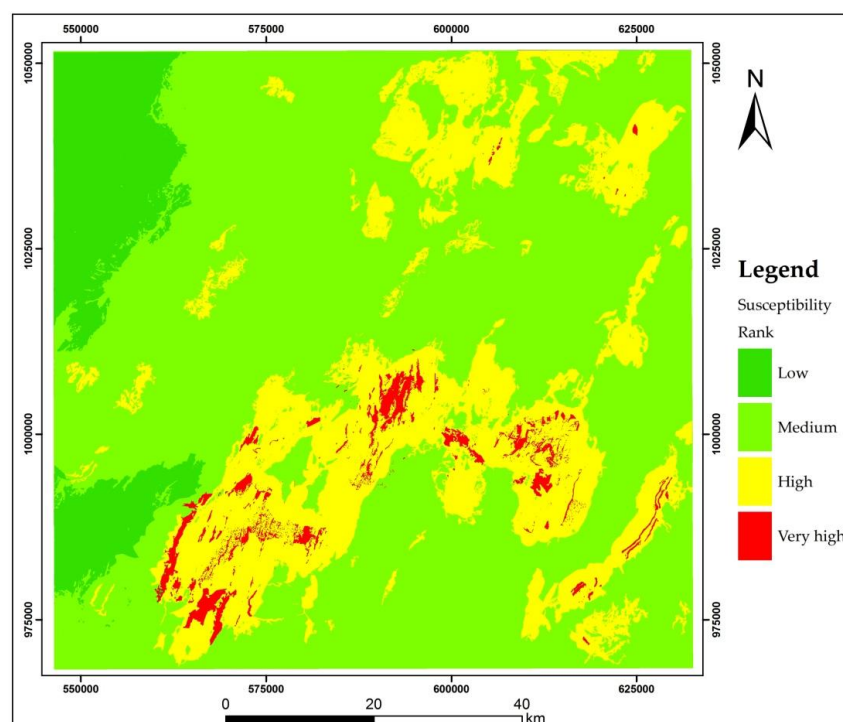 550000 575000 600000 625000
1050000 1050000
N
1025000 1025000
Legend
Susceptibility
Rank
Low
Medium
1000000 1000000
High
Very high
975000 975000
550000 575000 600000 625000
0 20 40
km